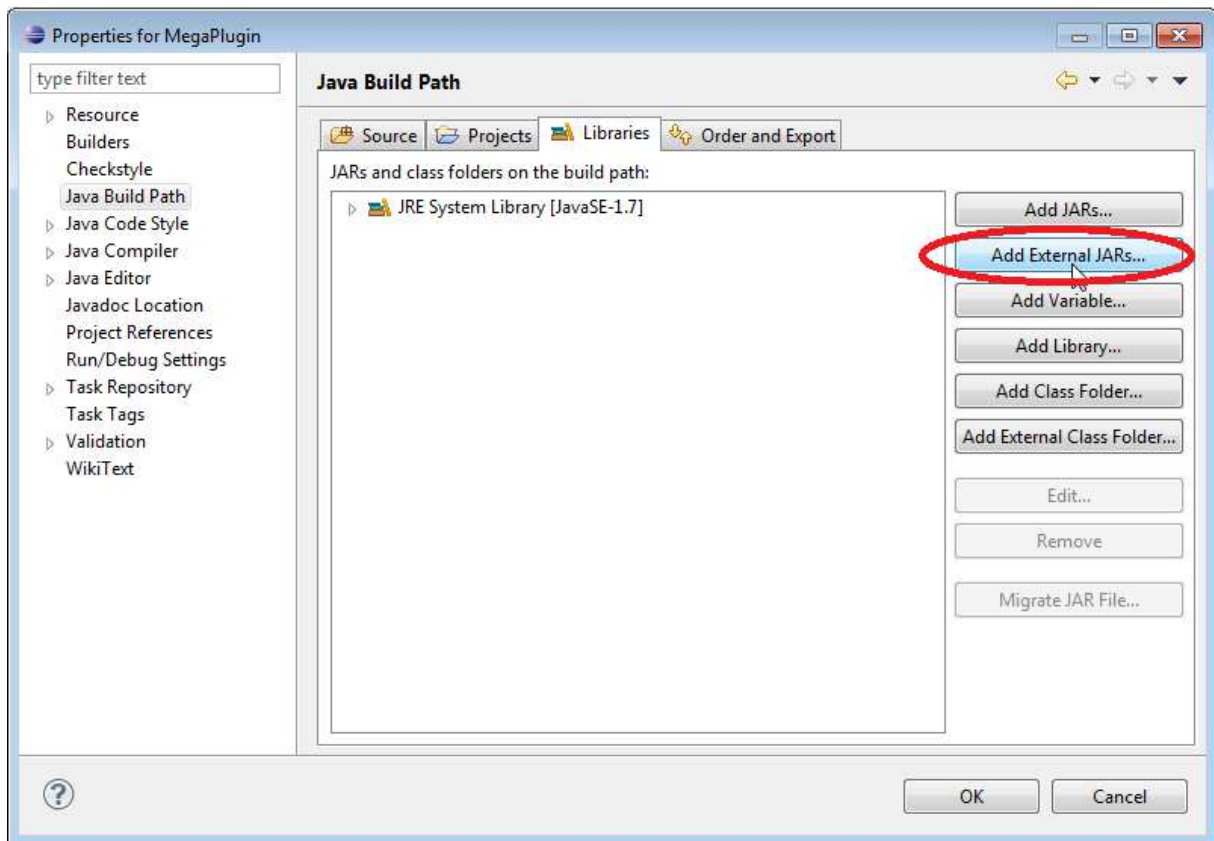 Properties for MegaPlugin
type filter text
Resource
Builders
Checkstyle
Java Build Path
Java Code Style
Java Compiler
Java Editor
Javadoc Location
Project References
Run/Debug Settings
Task Repository
Task Tags
Validation
WikiText
Java Build Path
Source Projects Libraries Order and Export
JARs and class folders on the build path:
JRE System Library [JavaSE-1.7]
Add JARs...
Add External JARs...
Add Variable...
Add Library...
Add Class Folder...
Add External Class Folder...
Edit...
Remove
Migrate JAR File...
?
OK Cancel